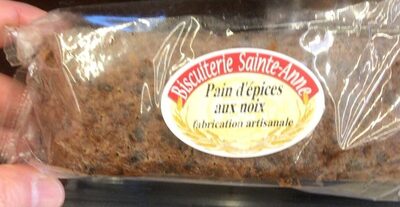 Biscuiterie Sainte-Anne
Pain d'épices
aux noix
fabrication artisanale